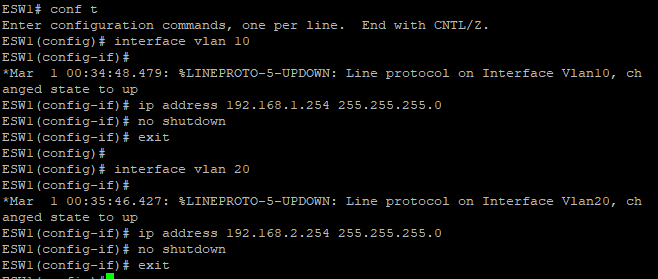 ESW1# conf t
Enter configuration commands, one per line.  End with CNTL/Z.
ESW1(config)# interface vlan 10
ESW1(config-if)#
*Mar  1 00:34:48.479: %LINEPROTO-5-UPDOWN: Line protocol on Interface Vlan10, ch
anged state to up
ESW1(config-if)# ip address 192.168.1.254 255.255.255.0
ESW1(config-if)# no shutdown
ESW1(config-if)# exit
ESW1(config)#
ESW1(config)# interface vlan 20
ESW1(config-if)#
*Mar  1 00:35:46.427: %LINEPROTO-5-UPDOWN: Line protocol on Interface Vlan20, ch
anged state to up
ESW1(config-if)# ip address 192.168.2.254 255.255.255.0
ESW1(config-if)# no shutdown
ESW1(config-if)# exit
ESW1(config)#